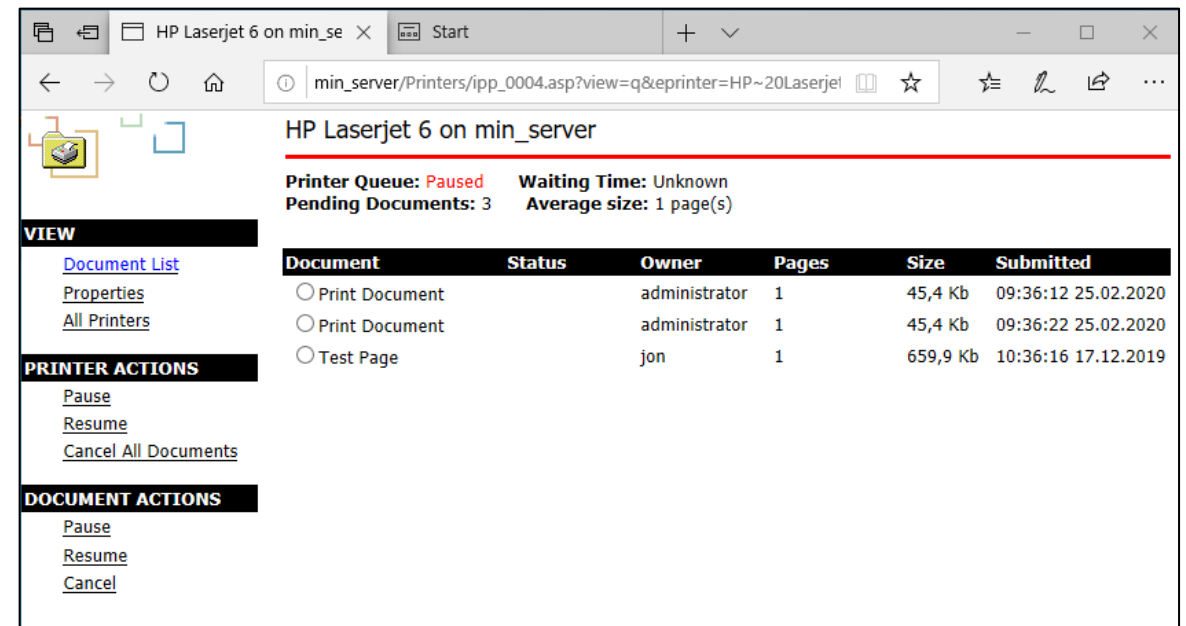 HP Laserjet 6 on min_se
Start
min_server/Printers/ipp_0004.asp?view=q&eprinter=HP~20Laserjet
HP Laserjet 6 on min_server
Printer Queue: Paused Waiting Time: Unknown
Pending Documents: 3 Average size: 1 page(s)
VIEW
Document List
Properties
All Printers
PRINTER ACTIONS
Pause
Resume
Cancel All Documents
DOCUMENT ACTIONS
Pause
Resume
Cancel
Document Status Owner Pages Size Submitted
Print Document administrator 1 45,4 Kb 09:36:12 25.02.2020
Print Document administrator 1 45,4 Kb 09:36:22 25.02.2020
Test Page jon 1 659,9 Kb 10:36:16 17.12.2019